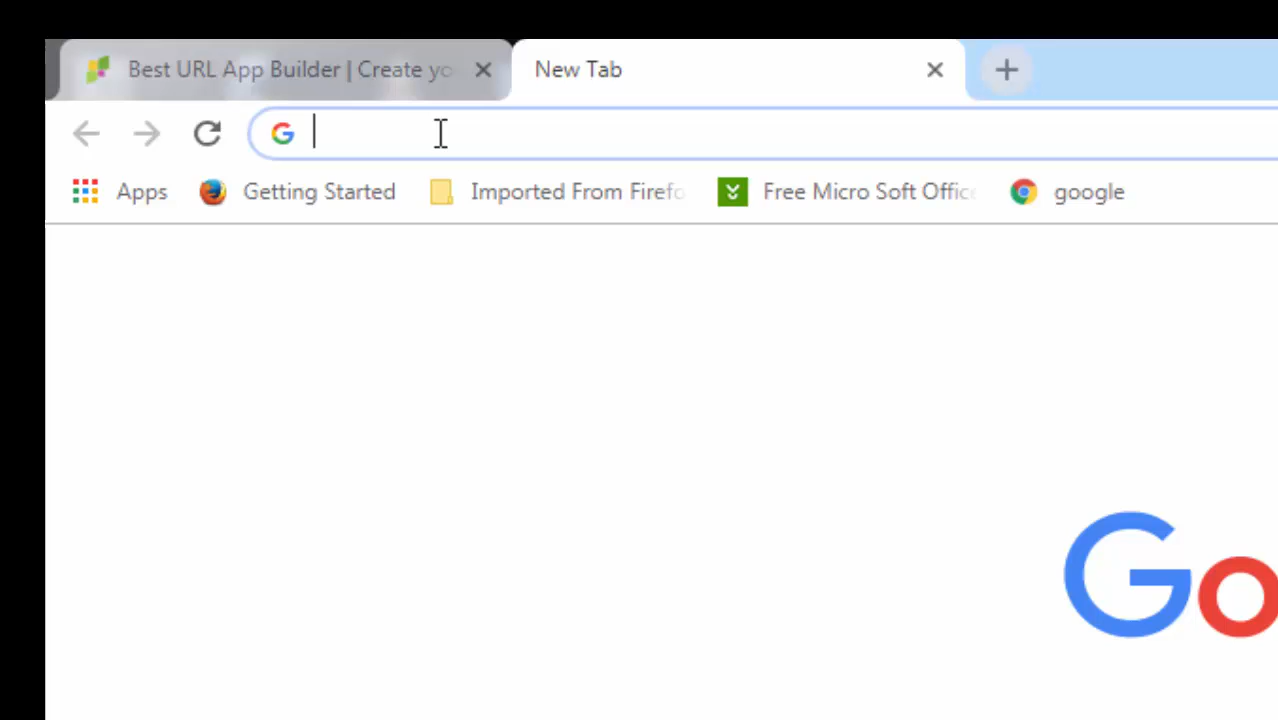 Best URL App Builder | Create yo
New Tab
Apps Getting Started Imported From Firefo Free Micro Soft Office google
Go